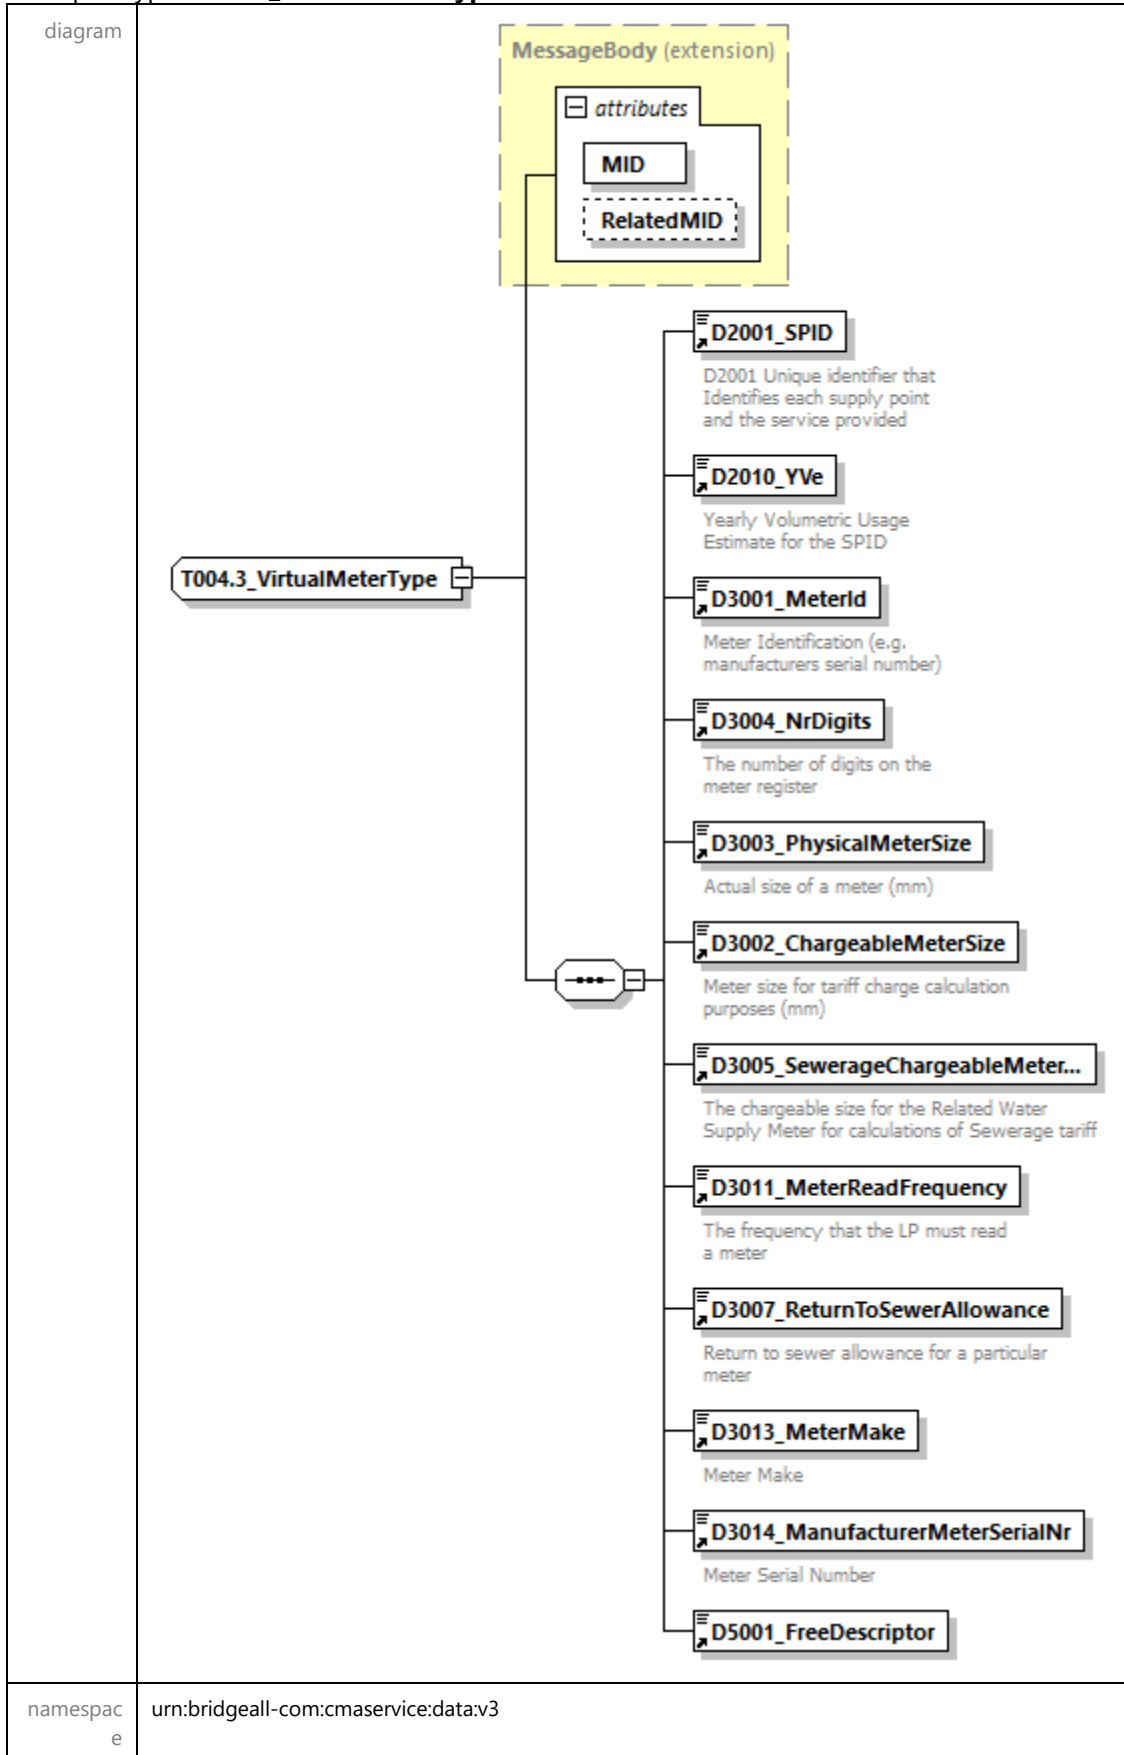 diagram
MessageBody (extension)
attributes
MID
RelatedMID
D2001_SPID
D2001 Unique identifier that
Identifies each supply point
and the service provided
D2010_YVe
Yearly Volumetric Usage
Estimate for the SPID
T004.3_VirtualMeterType
D3001_MeterId
Meter Identification (e.g.
manufacturers serial number)
D3004_NrDigits
The number of digits on the
meter register
D3003_PhysicalMeterSize
Actual size of a meter (mm)
D3002_ChargeableMeterSize
Meter size for tariff charge calculation
purposes (mm)
D3005_SewerageChargeableMeter...
The chargeable size for the Related Water
Supply Meter for calculations of Sewerage tariff
D3011_MeterReadFrequency
The frequency that the LP must read
a meter
D3007_ReturnToSewerAllowance
Return to sewer allowance for a particular
meter
D3013_MeterMake
Meter Make
D3014_ManufacturerMeterSerialNr
Meter Serial Number
D5001_FreeDescriptor
namespac
e
urn:bridgeall-com:cmaservice:data:v3